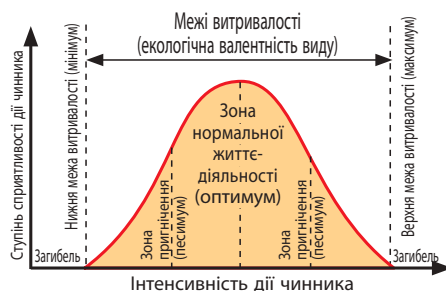 Межі витривалості
(екологічна валентність виду)
Ступінь сприятливості дії чинника
Нижня межа витривалості (мінімум)
Верхня межа витривалості (максимум)
Зона
нормальної
життє-
діяльності
(оптимум)
Зона
пригнічення
(песимум)
Зона
пригнічення
(песимум)
Загибель
Загибель
Інтенсивність дії чинника